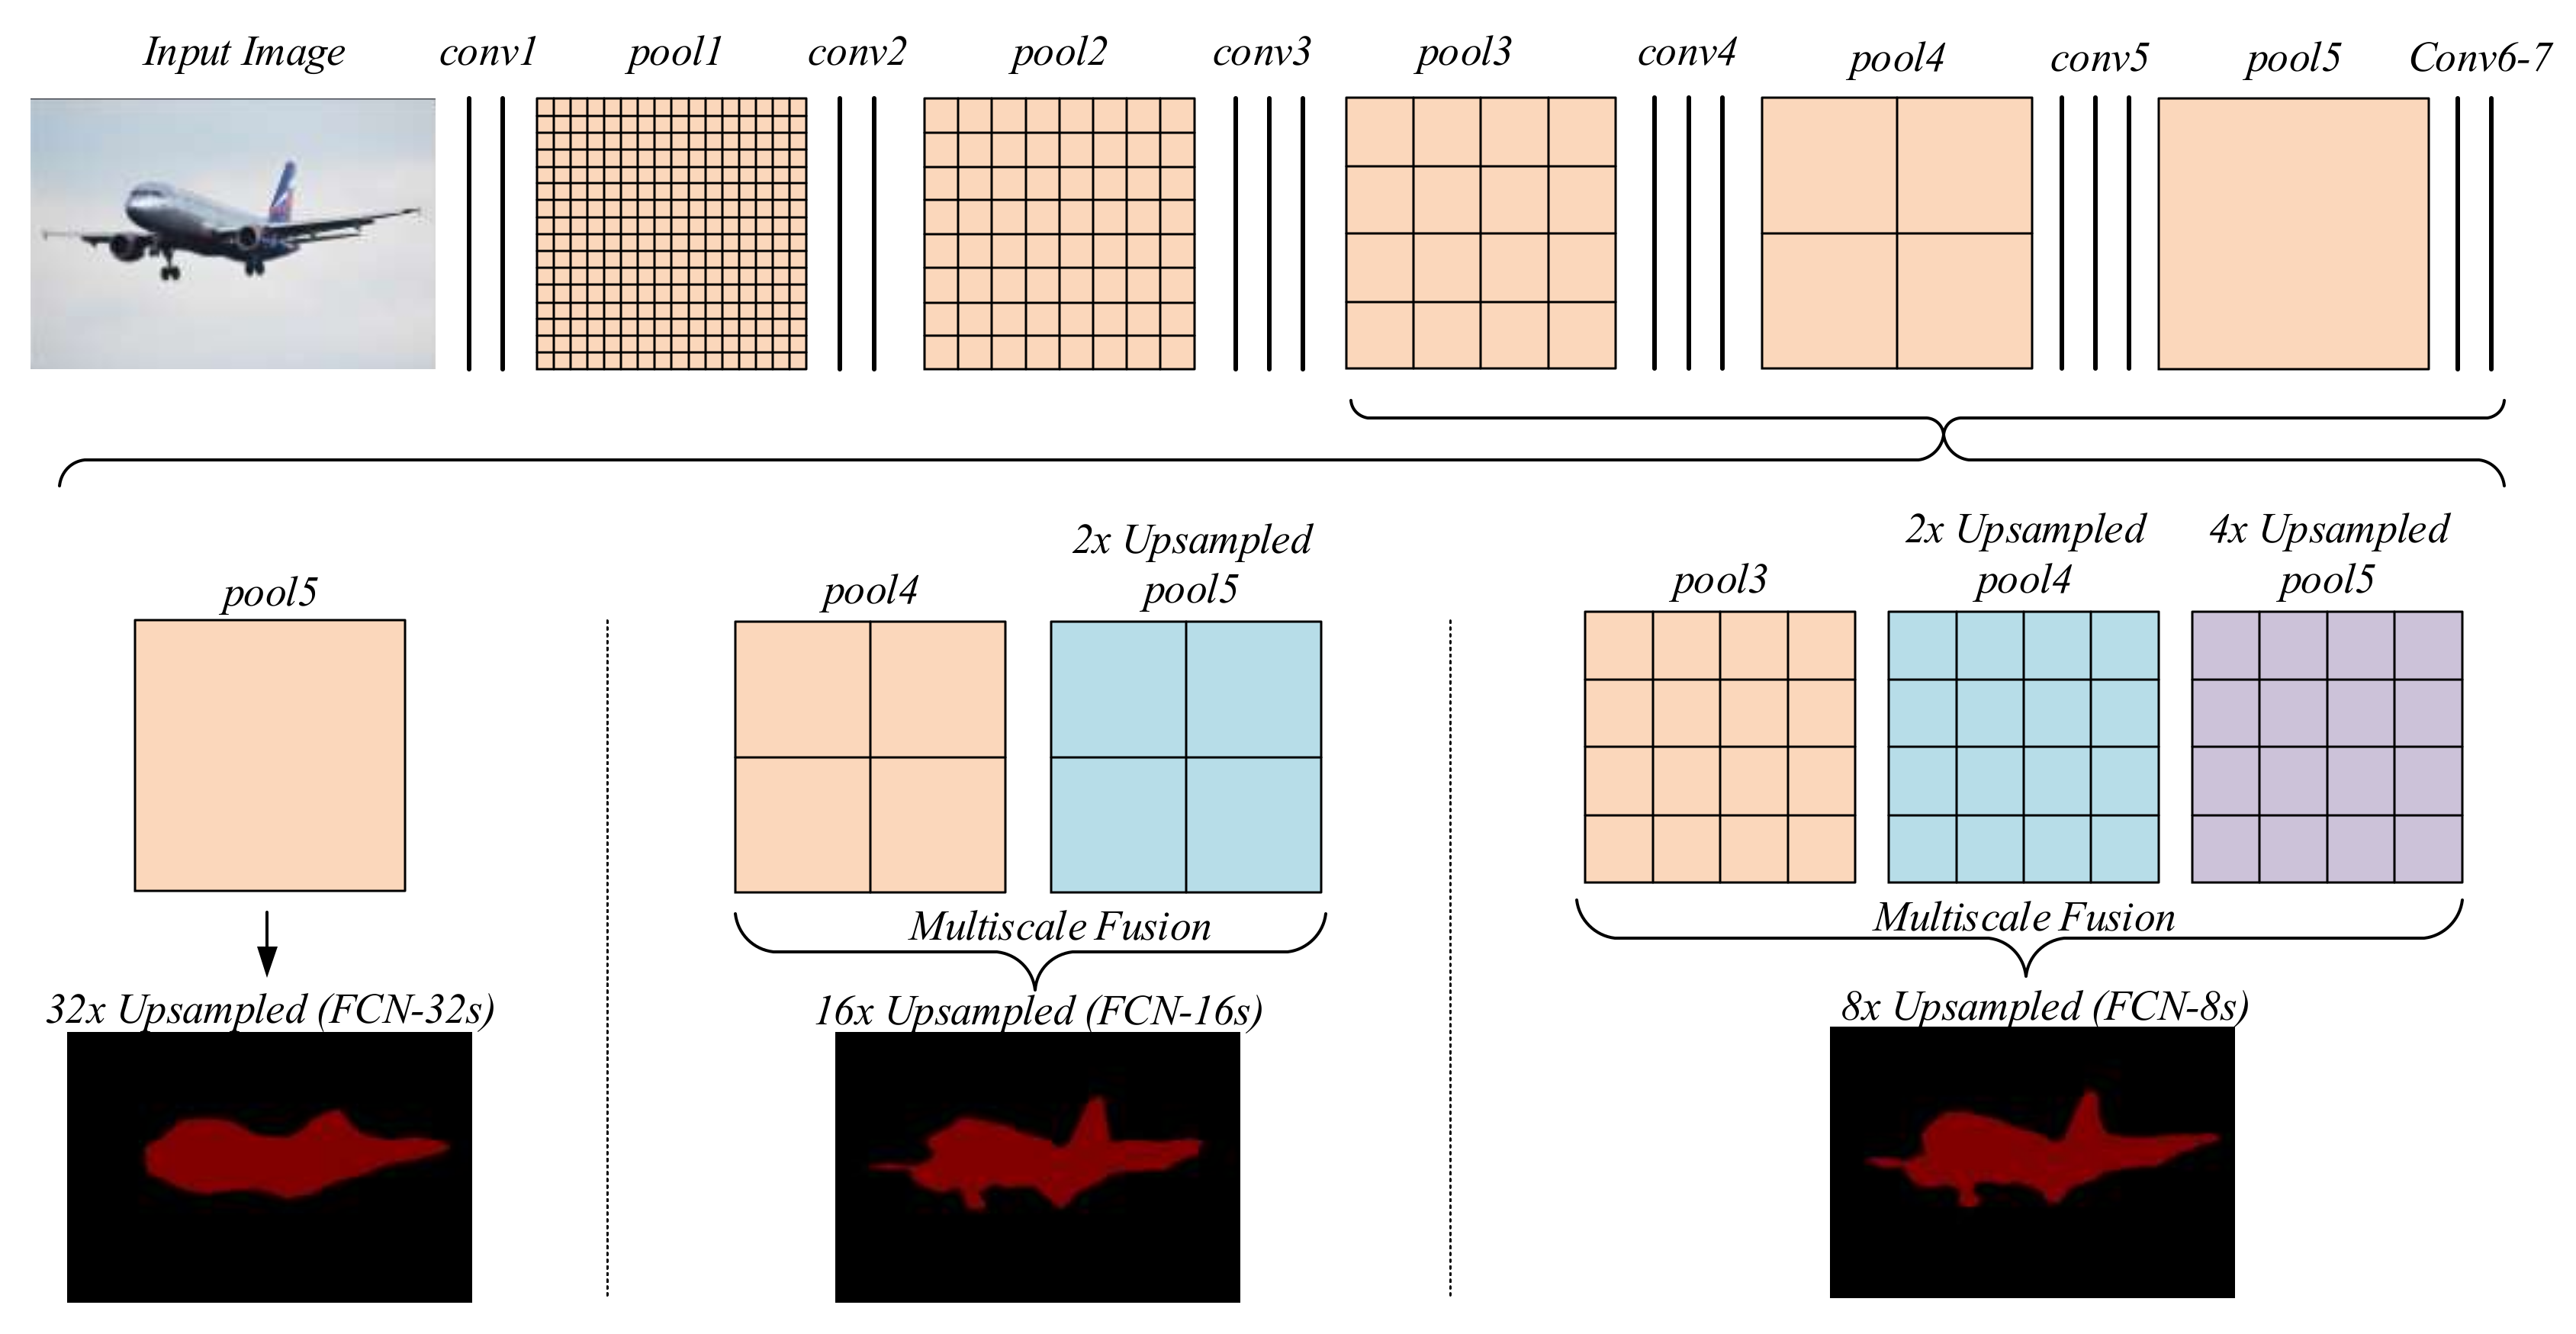 Input Image
conv1
pool1
conv2
pool2
conv3
pool3
conv4
pool4
conv5
pool5
Conv6-7
pool5
pool4
2x Upsampled
pool5
pool3
2x Upsampled
pool4
4x Upsampled
pool5
Multiscale Fusion
Multiscale Fusion
32x Upsampled (FCN-32s)
16x Upsampled (FCN-16s)
8x Upsampled (FCN-8s)